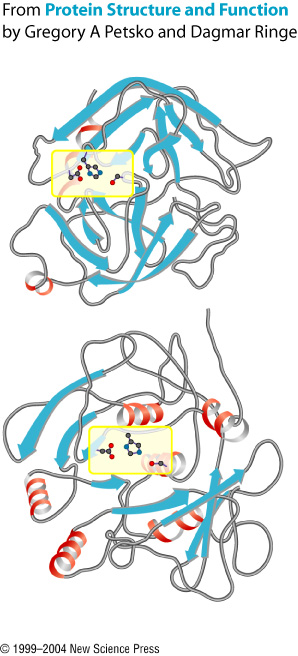 From Protein Structure and Function
by Gregory A Petsko and Dagmar Ringe
© 1999–2004 New Science Press